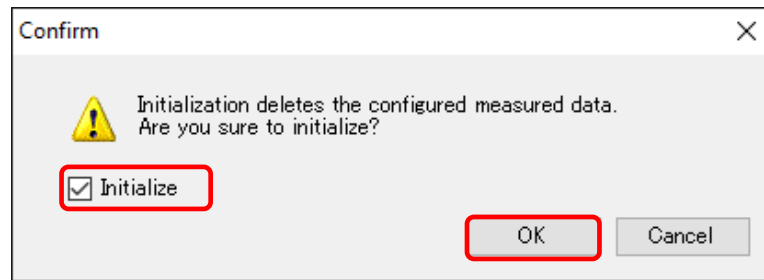 Confirm
Initialization deletes the configured measured data.
Are you sure to initialize?
Initialize
OK
Cancel